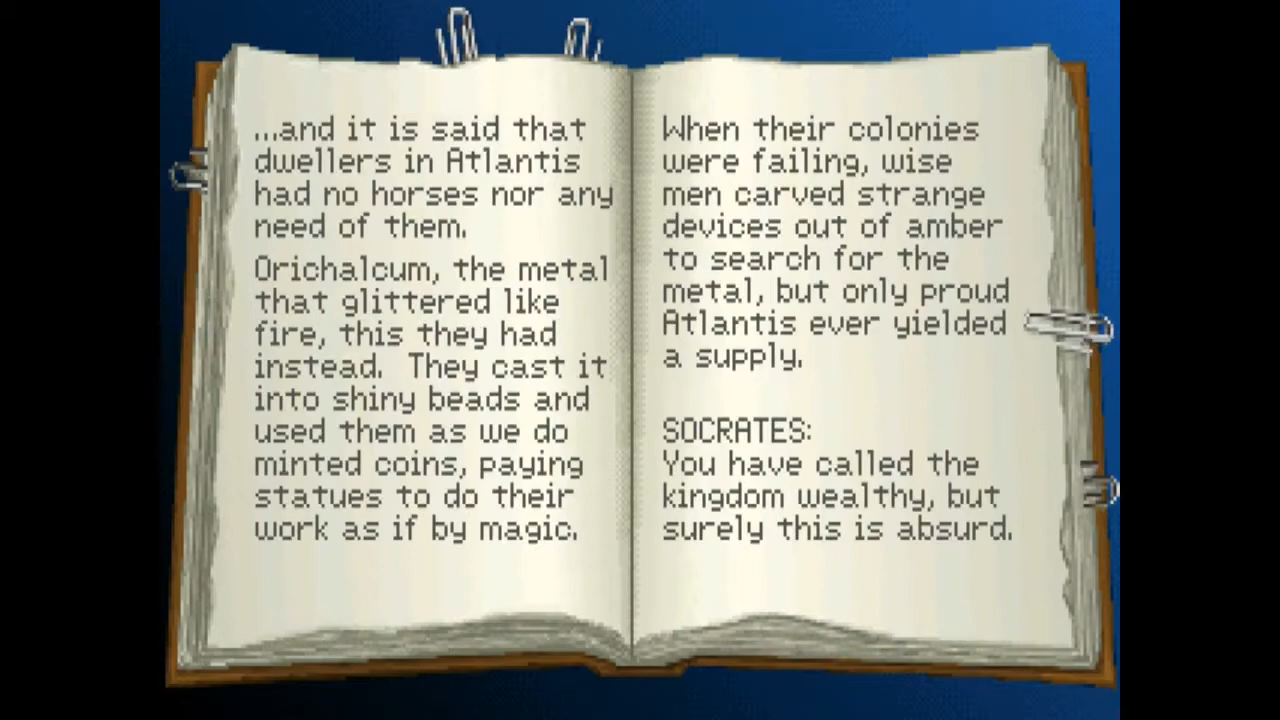 ...and it is said that
dwellers in Atlantis
had no horses nor any
need of them.
Orichalcum, the metal
that glittered like
fire, this they had
instead.  They cast it
into shiny beads and
used them as we do
minted coins, paying
statues to do their
work as if by magic.
When their colonies
were failing, wise
men carved strange
devices out of amber
to search for the
metal, but only proud
Atlantis ever yielded
a supply.
SOCRATES:
You have called the
kingdom wealthy, but
surely this is absurd.